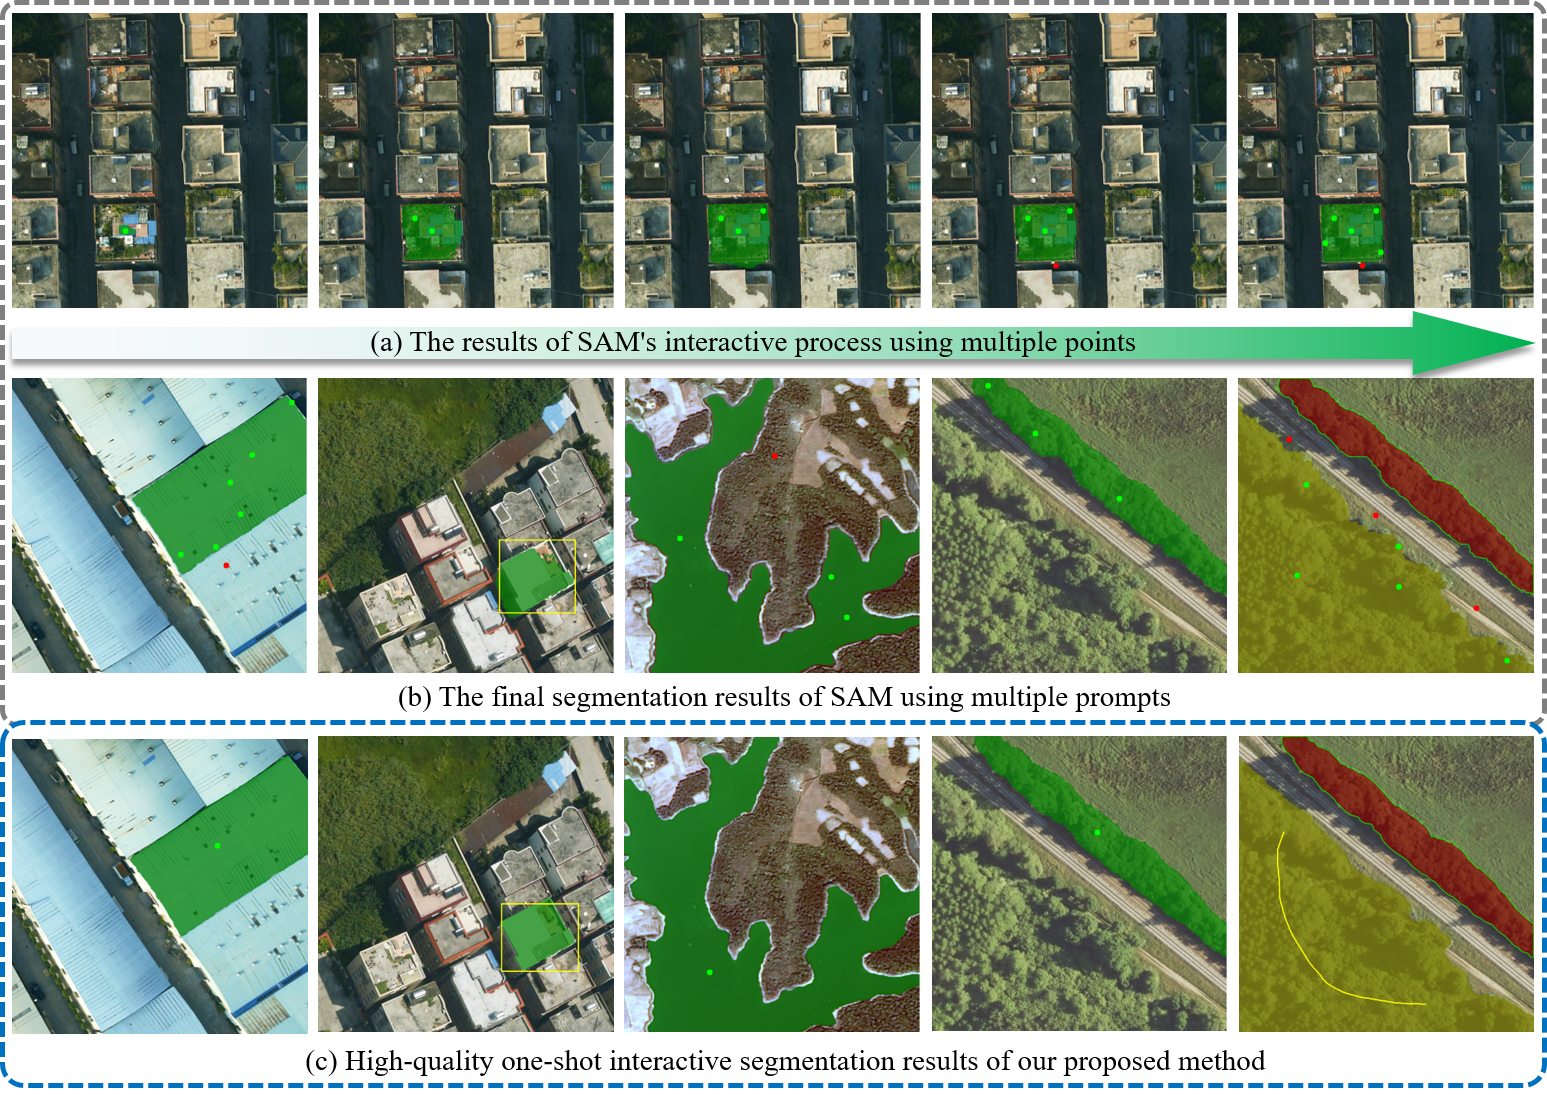 (a) The results of SAM's interactive process using multiple points
(b) The final segmentation results of SAM using multiple prompts
(c) High-quality one-shot interactive segmentation results of our proposed method